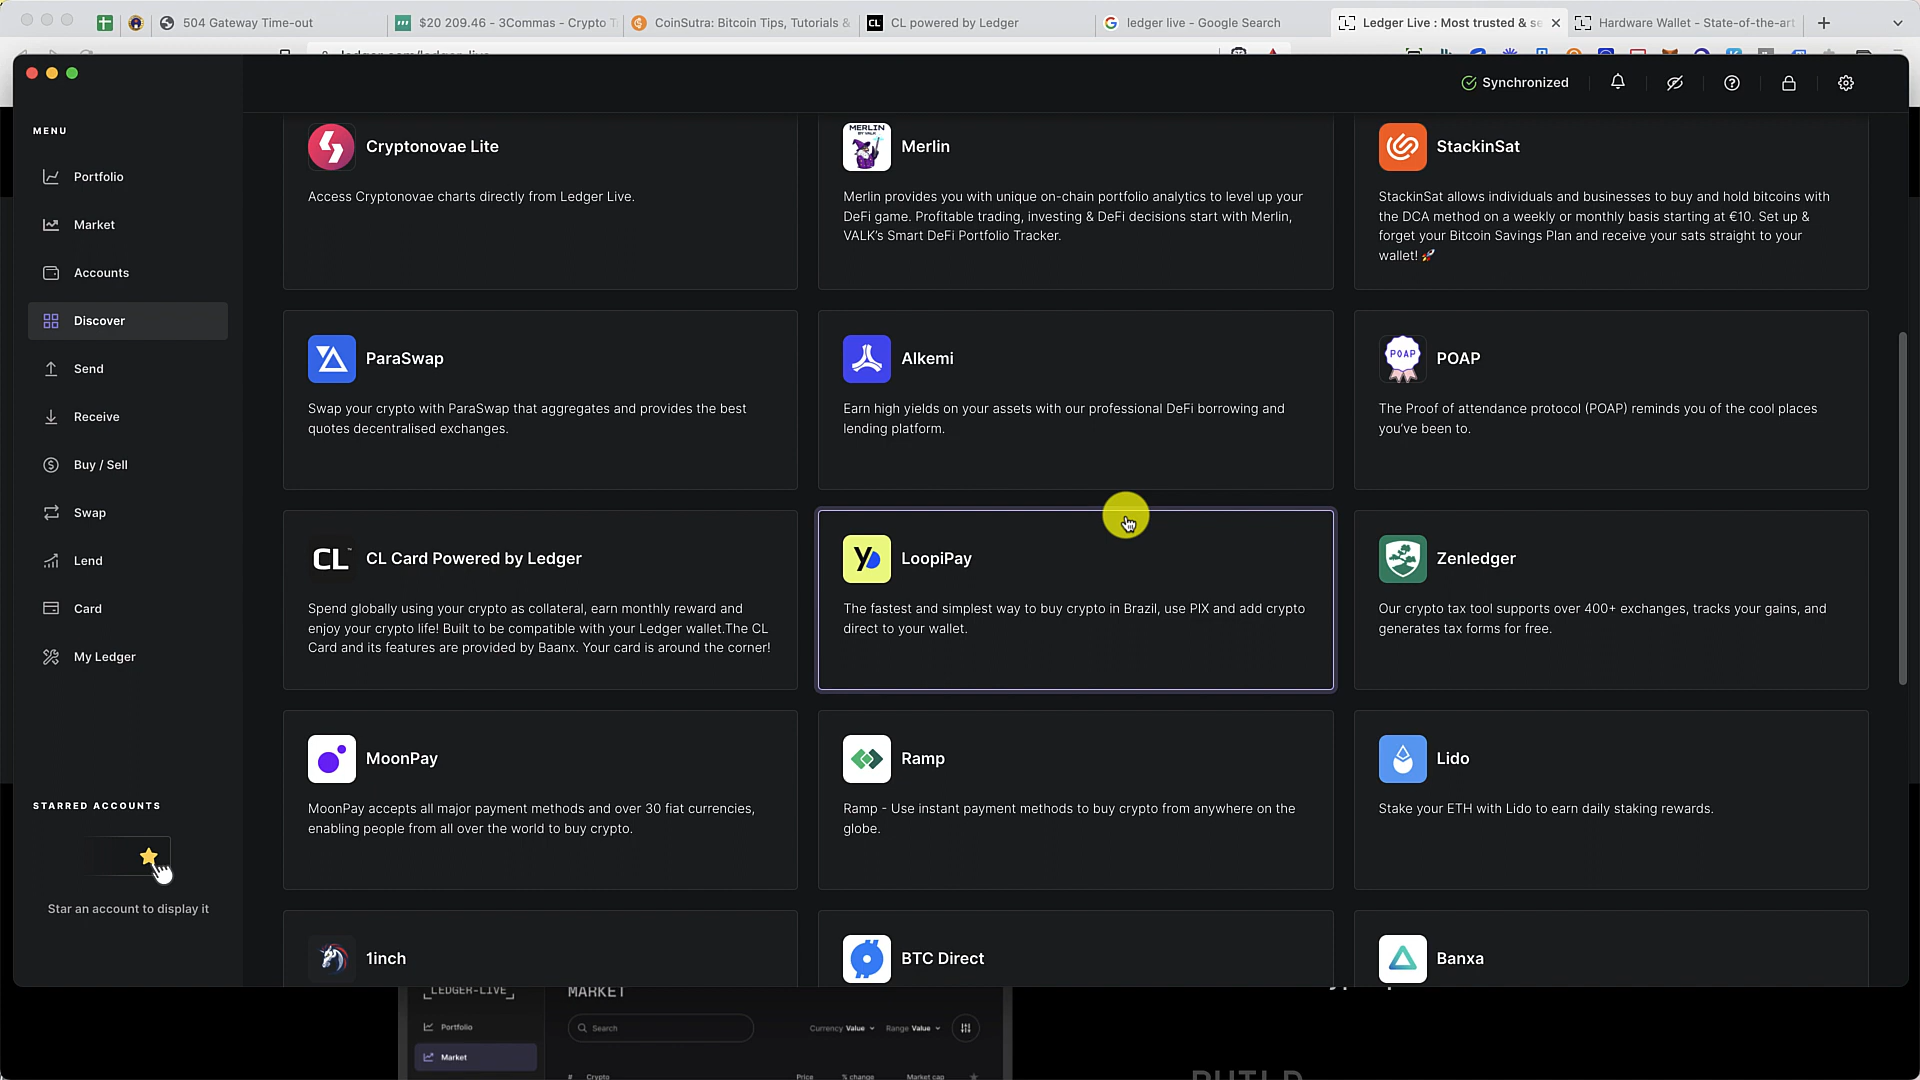 504 Gateway Time-out
$20 209.46 - 3Commas - Crypto T
CoinSutra: Bitcoin Tips, Tutorials &
CL powered by Ledger
ledger live - Google Search
Ledger Live : Most trusted & se
Hardware Wallet - State-of-the-art
Synchronized
MENU
Portfolio
Market
Accounts
Discover
Send
Receive
Buy / Sell
Swap
Lend
Card
My Ledger
STARRED ACCOUNTS
Star an account to display it
Cryptonovae Lite
Access Cryptonovae charts directly from Ledger Live.
MERLIN
BY VALK
Merlin
Merlin provides you with unique on-chain portfolio analytics to level up your
DeFi game. Profitable trading, investing & DeFi decisions start with Merlin,
VALK's Smart DeFi Portfolio Tracker.
StackinSat
StackinSat allows individuals and businesses to buy and hold bitcoins with
the DCA method on a weekly or monthly basis starting at €10. Set up &
forget your Bitcoin Savings Plan and receive your sats straight to your
wallet! 🚀
ParaSwap
Swap your crypto with ParaSwap that aggregates and provides the best
quotes decentralised exchanges.
Alkemi
Earn high yields on your assets with our professional DeFi borrowing and
lending platform.
POAP
POAP
The Proof of attendance protocol (POAP) reminds you of the cool places
you've been to.
CL
CL Card Powered by Ledger
Spend globally using your crypto as collateral, earn monthly reward and
enjoy your crypto life! Built to be compatible with your Ledger wallet.The CL
Card and its features are provided by Baanx. Your card is around the corner!
LoopiPay
The fastest and simplest way to buy crypto in Brazil, use PIX and add crypto
direct to your wallet.
Zenledger
Our crypto tax tool supports over 400+ exchanges, tracks your gains, and
generates tax forms for free.
MoonPay
MoonPay accepts all major payment methods and over 30 fiat currencies,
enabling people from all over the world to buy crypto.
Ramp
Ramp - Use instant payment methods to buy crypto from anywhere on the
globe.
Lido
Stake your ETH with Lido to earn daily staking rewards.
1inch
BTC Direct
Banxa
LEDGER-LIVE
MARKET
Portfolio
Search
Currency Value
Range Value
Market
# Crypto
Price
% change
Market cap
BUILD